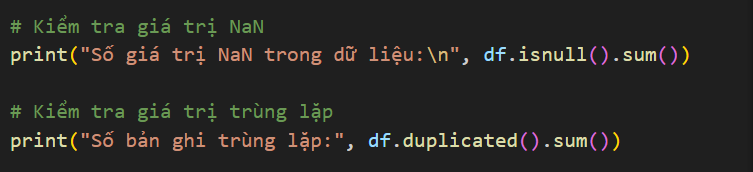 # Kiểm tra giá trị NaN
print("Số giá trị NaN trong dữ liệu:\n", df.isnull().sum())
# Kiểm tra giá trị trùng lặp
print("Số bản ghi trùng lặp:", df.duplicated().sum())